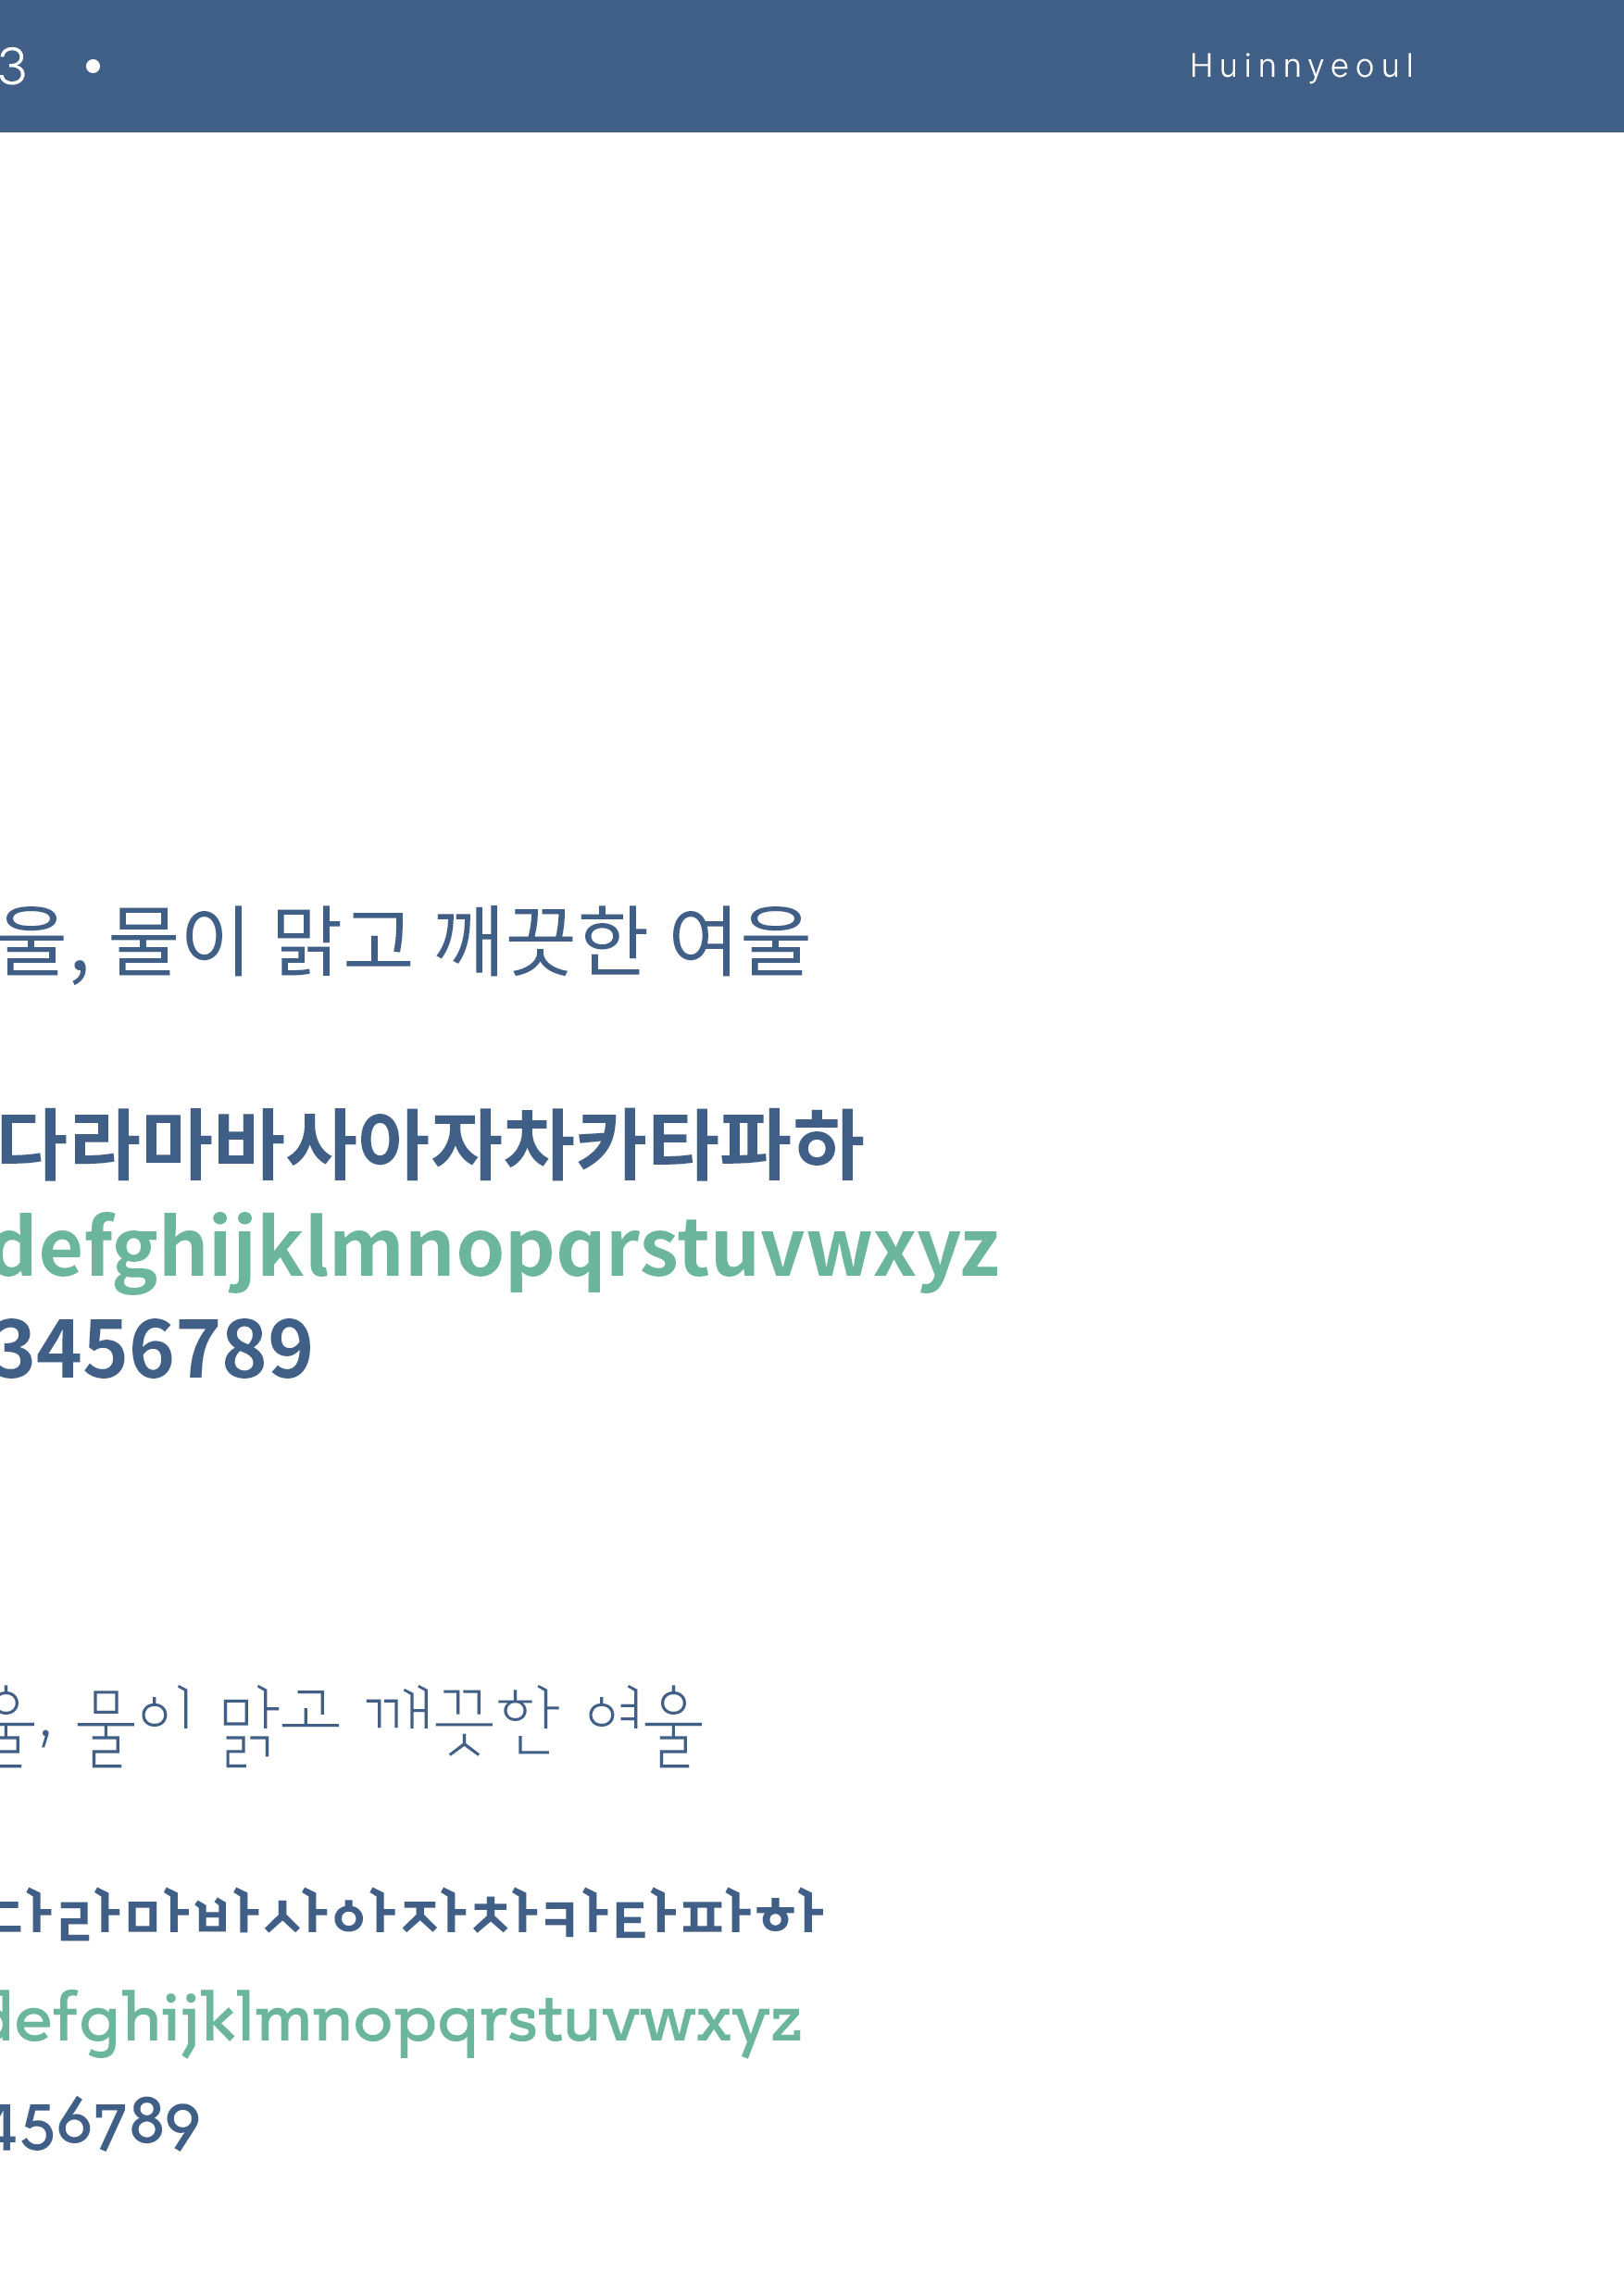 3 • Huinnyeoul
울, 물이 맑고 깨끗한 여울
다라마바사아자차카타파하
defghijklmnopqrstuvwxyz
3456789
울, 물이 맑고 깨끗한 여울
다라마바사아자차카타파하
defghijklmnopqrstuvwxyz
456789